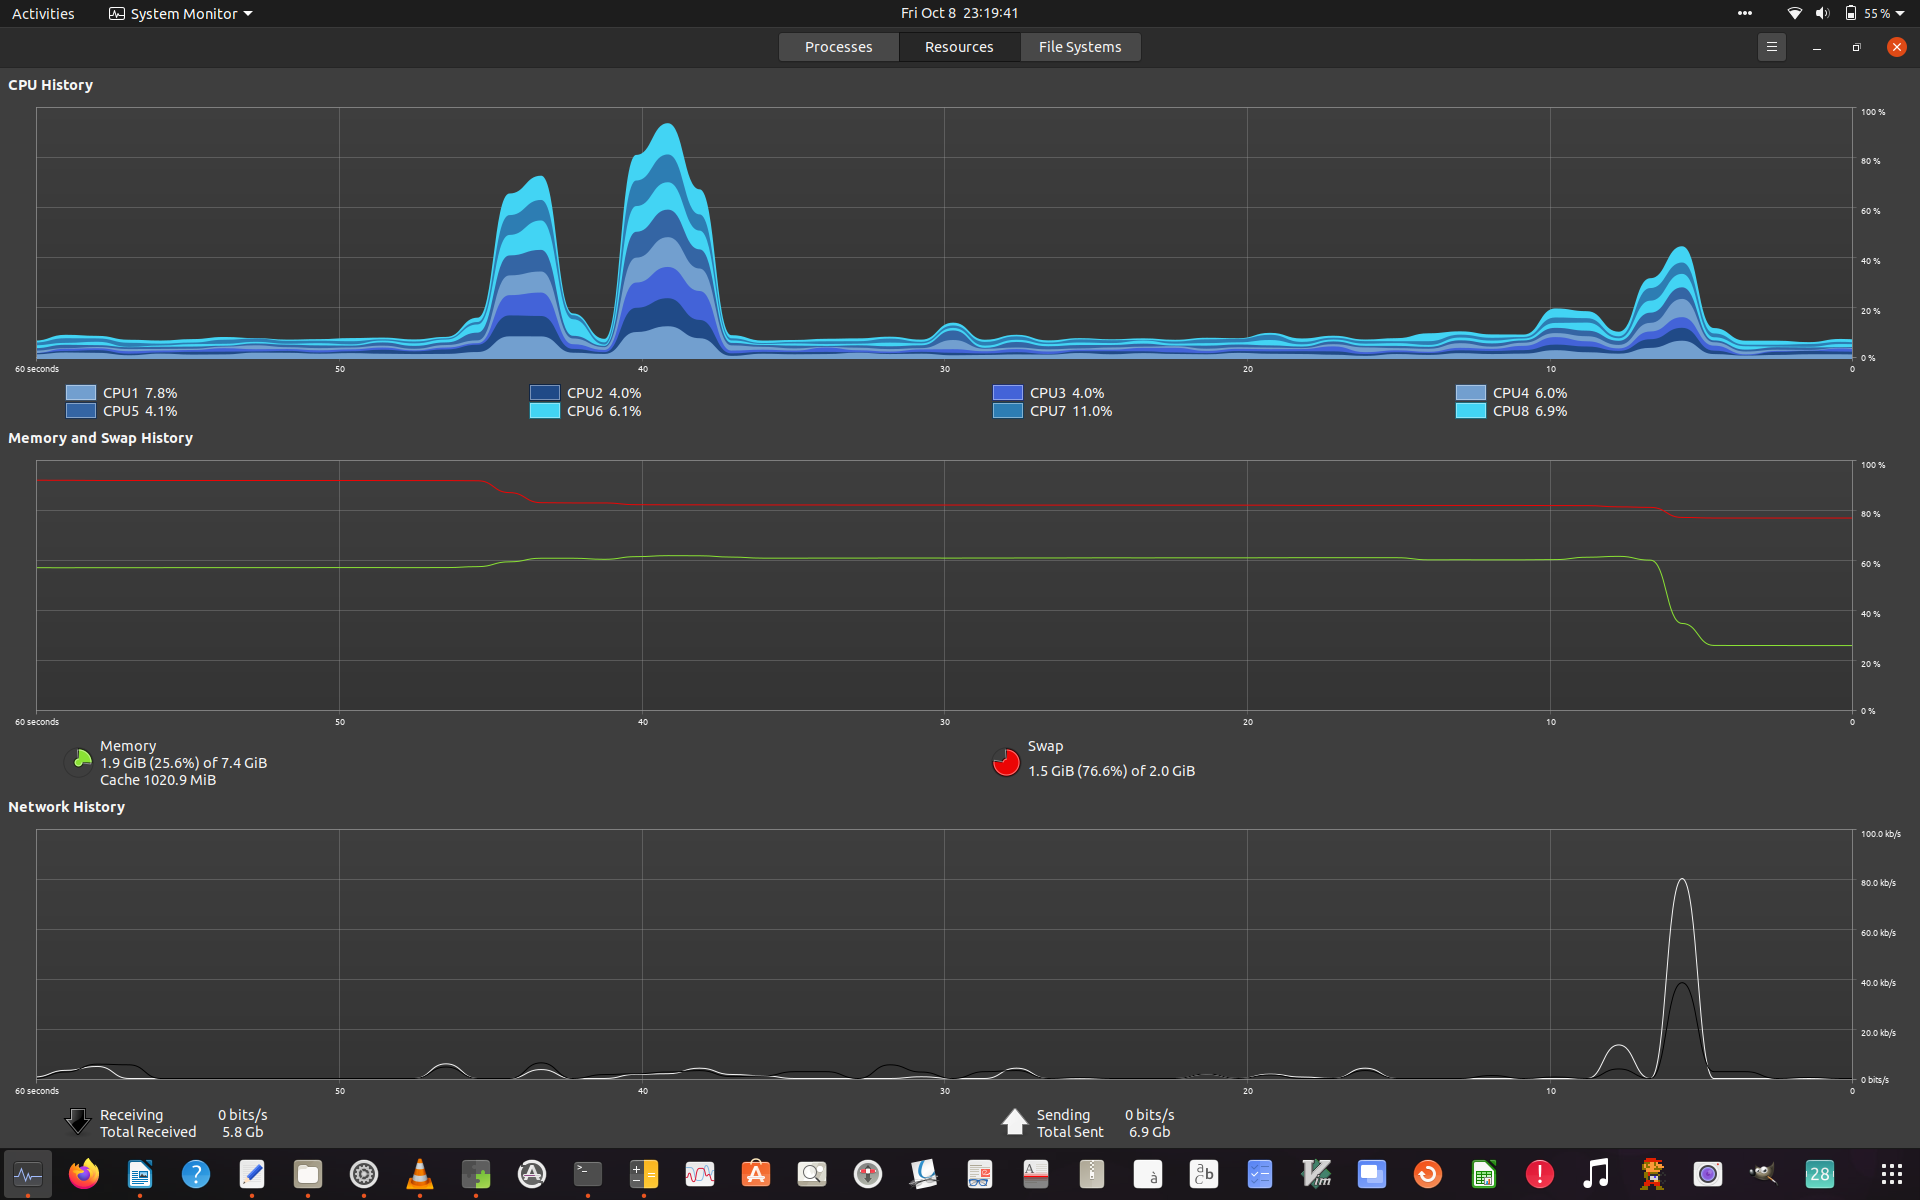 Activities System Monitor Fri Oct 8 23:19:41 55 %
Processes Resources File Systems
CPU History
100 %
80 %
60 %
40 %
20 %
0 %
60 seconds 50 40 30 20 10 0
CPU1 7.8% CPU2 4.0% CPU3 4.0% CPU4 6.0%
CPU5 4.1% CPU6 6.1% CPU7 11.0% CPU8 6.9%
Memory and Swap History
100 %
80 %
60 %
40 %
20 %
0 %
60 seconds 50 40 30 20 10 0
Memory
1.9 GiB (25.6%) of 7.4 GiB
Cache 1020.9 MiB
Swap
1.5 GiB (76.6%) of 2.0 GiB
Network History
100.0 kb/s
80.0 kb/s
60.0 kb/s
40.0 kb/s
20.0 kb/s
0 bits/s
60 seconds 50 40 30 20 10 0
Receiving 0 bits/s
Total Received 5.8 Gb
Sending 0 bits/s
Total Sent 6.9 Gb
? >_ A à a b c Vim ! 28